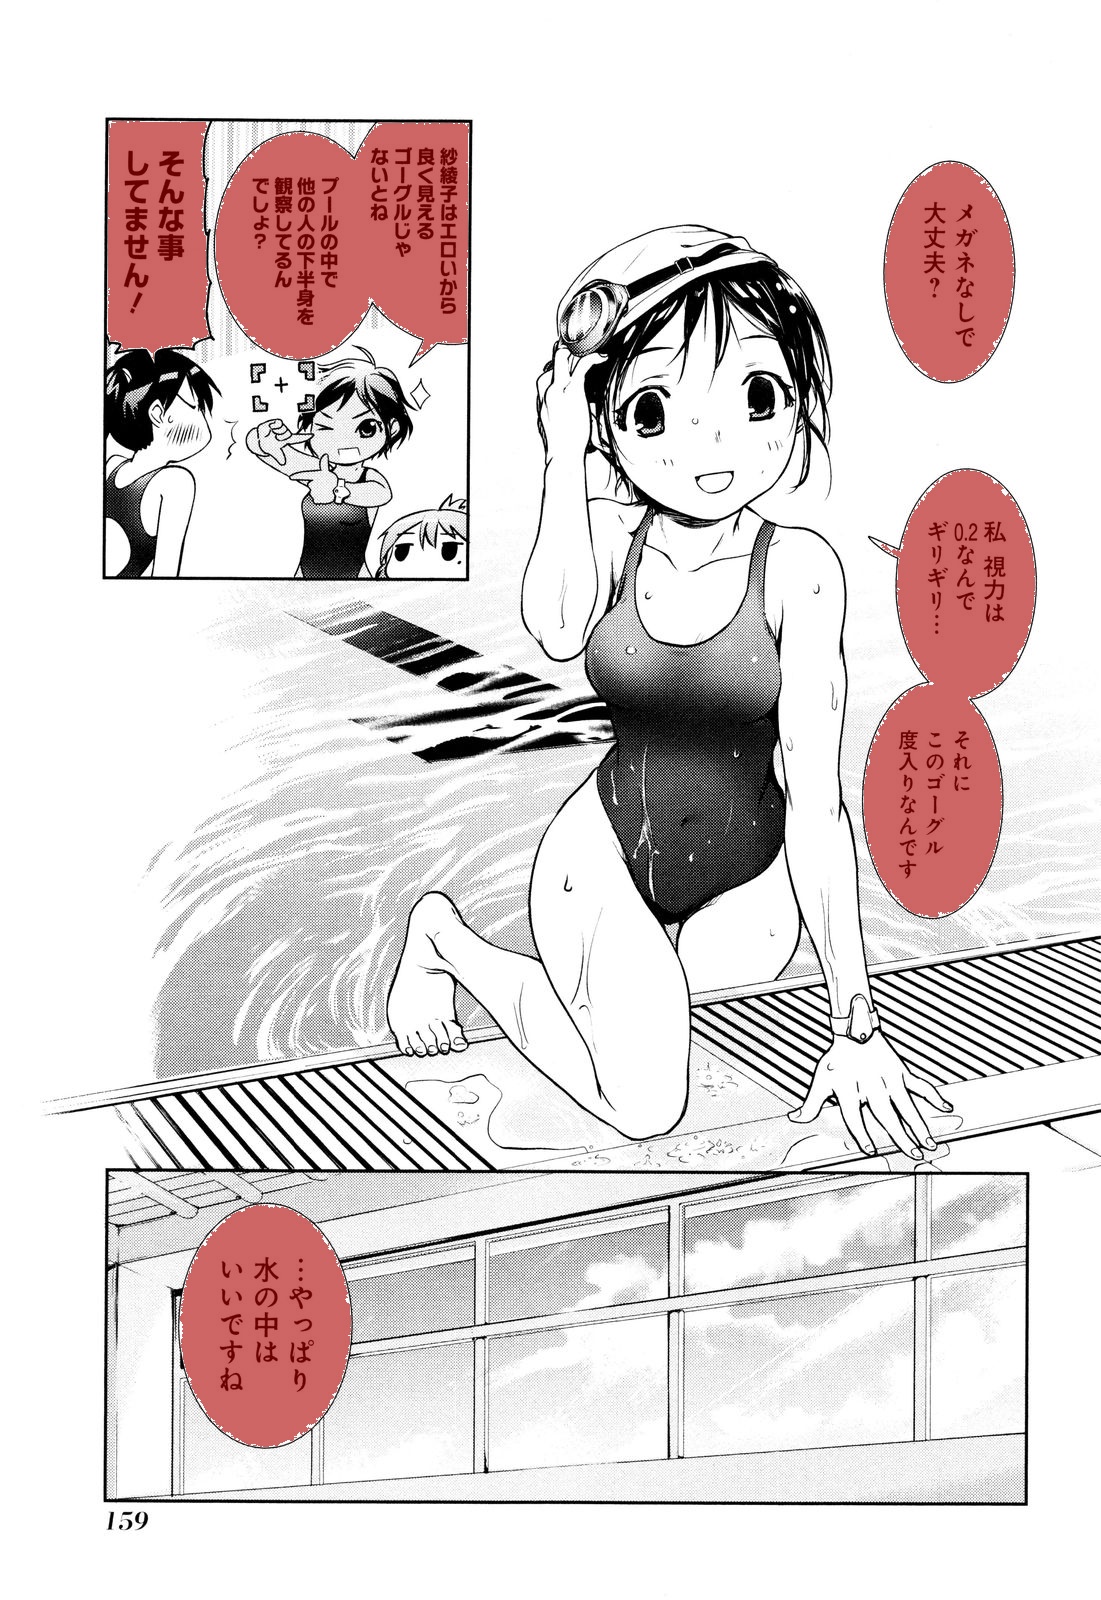 メガネなしで
大丈夫?
私 視力は
0.2なんで
ギリギリ…
それに
このゴーグル
度入りなんです
紗綾子はエロいから
良く見える
ゴーグルじゃ
ないとね
プールの中で
他の人の下半身を
観察してるん
でしょ?
そんな事
してません!
…やっぱり
水の中は
いいですね
159